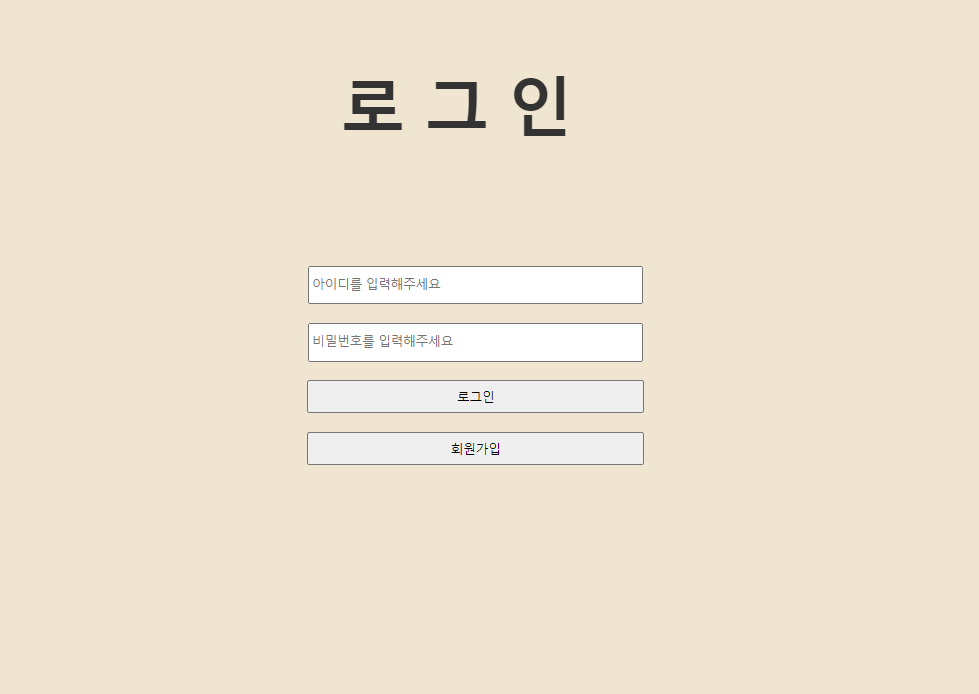 로 그 인
아이디를 입력해주세요
비밀번호를 입력해주세요
로그인
회원가입